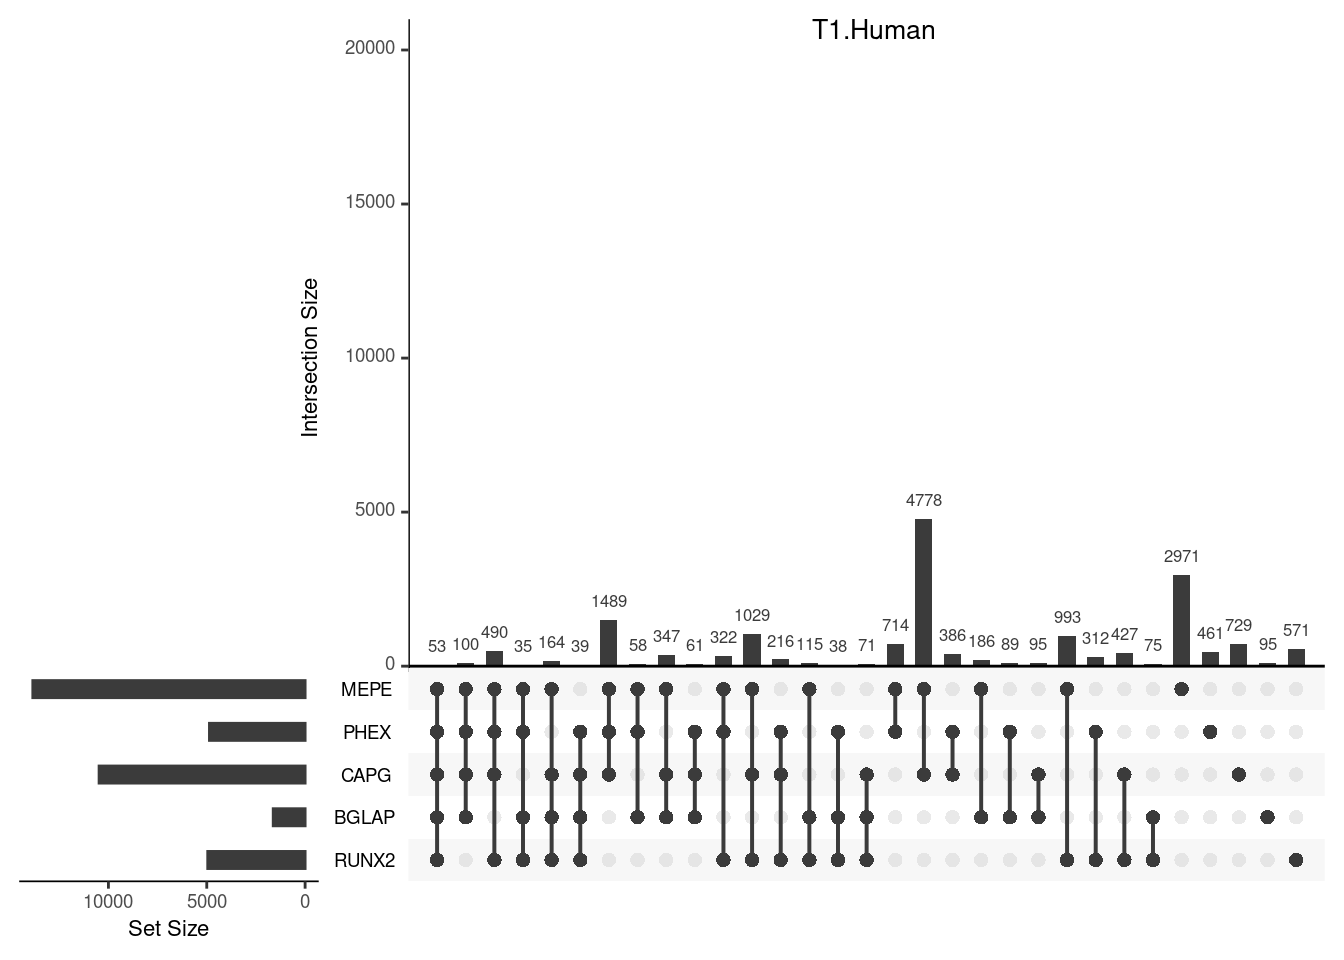 T1.Human
20000
15000
10000
5000
0
Intersection Size
53 100 490 35 164 39 1489 58 347 61 322 1029 216 115 38 71 714 4778 386 186 89 95 993 312 427 75 2971 461 729 95 571
MEPE
PHEX
CAPG
BGLAP
RUNX2
10000 5000 0
Set Size